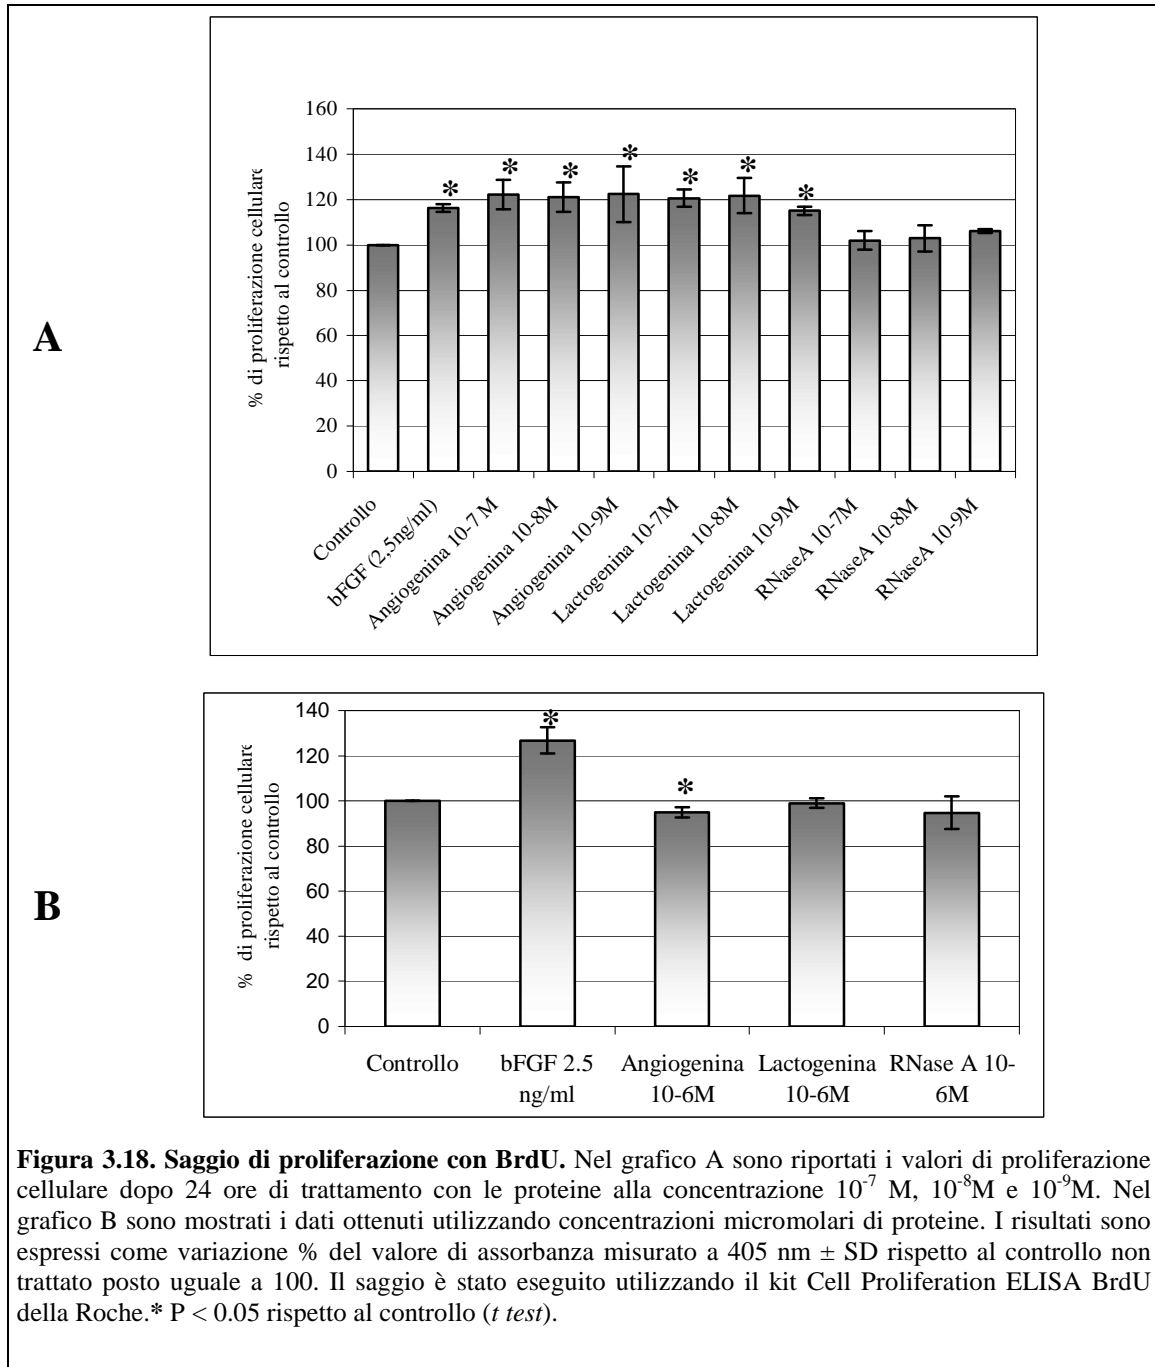 A
160
140
120
100
80
60
40
20
0
% di proliferazione cellulare
rispetto al controllo
* * * * * * *
Controllo
bFGF (2,5ng/ml)
Angiogenina 10-7 M
Angiogenina 10-8M
Angiogenina 10-9M
Lactogenina 10-7M
Lactogenina 10-8M
Lactogenina 10-9M
RNaseA 10-7M
RNaseA 10-8M
RNaseA 10-9M
B
140
120
100
80
60
40
20
0
% di proliferazione cellulare
rispetto al controllo
* *
Controllo
bFGF 2.5
ng/ml
Angiogenina
10-6M
Lactogenina
10-6M
RNase A 10-
6M
Figura 3.18. Saggio di proliferazione con BrdU. Nel grafico A sono riportati i valori di proliferazione
cellulare dopo 24 ore di trattamento con le proteine alla concentrazione 10⁻⁷ M, 10⁻⁸M e 10⁻⁹M. Nel
grafico B sono mostrati i dati ottenuti utilizzando concentrazioni micromolari di proteine. I risultati sono
espressi come variazione % del valore di assorbanza misurato a 405 nm ± SD rispetto al controllo non
trattato posto uguale a 100. Il saggio è stato eseguito utilizzando il kit Cell Proliferation ELISA BrdU
della Roche.* P < 0.05 rispetto al controllo (t test).